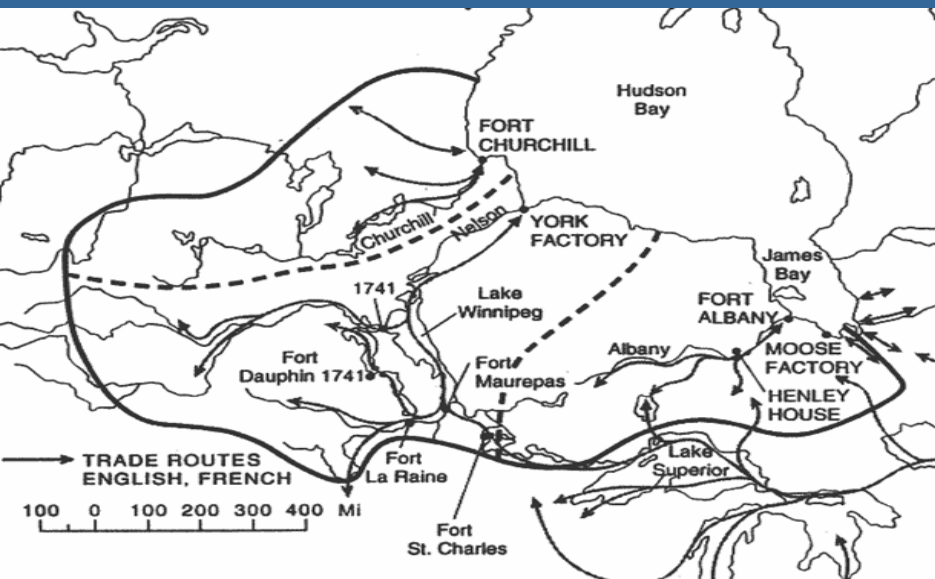 Hudson
Bay
FORT
CHURCHILL
Churchill
Nelson
YORK
FACTORY
James
Bay
1741
Lake
Winnipeg
FORT
ALBANY
Albany
MOOSE
FACTORY
Fort
Dauphin 1741
Fort
Maurepas
HENLEY
HOUSE
TRADE ROUTES
ENGLISH, FRENCH
Fort
La Raine
Lake
Superior
100 0 100 200 300 400 Mi
Fort
St. Charles